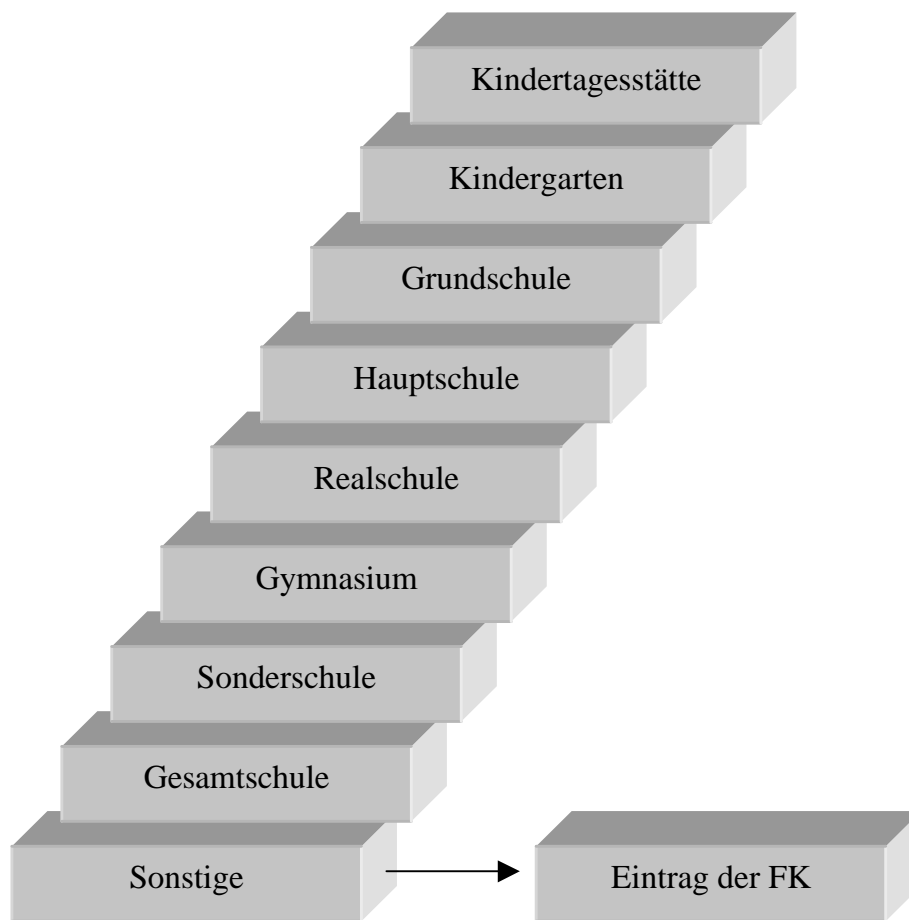 Kindertagesstätte
Kindergarten
Grundschule
Hauptschule
Realschule
Gymnasium
Sonderschule
Gesamtschule
Sonstige
Eintrag der FK